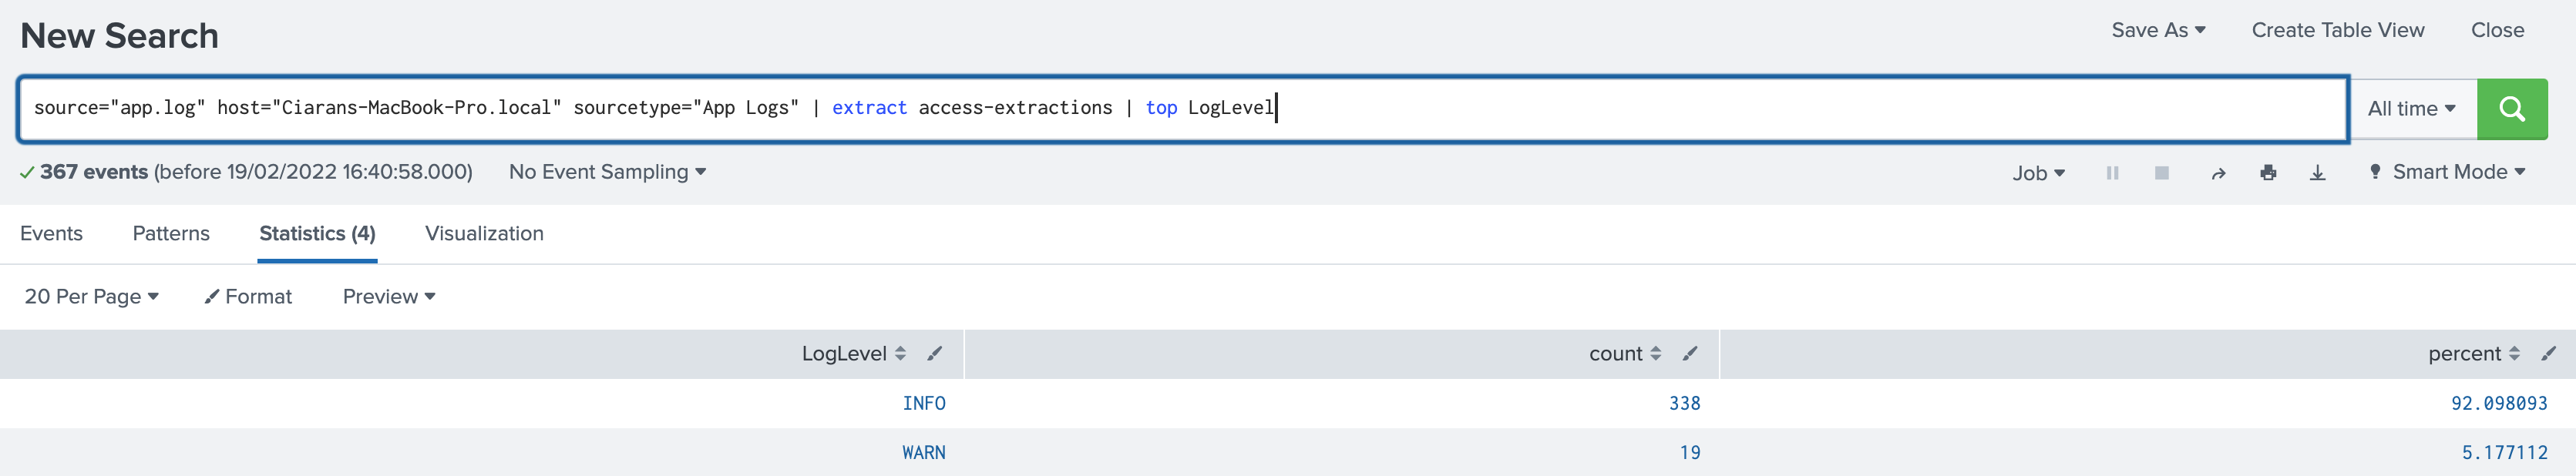 New Search
Save As Create Table View Close
source="app.log" host="Ciarans-MacBook-Pro.local" sourcetype="App Logs" | extract access-extractions | top LogLevel
All time
367 events (before 19/02/2022 16:40:58.000) No Event Sampling
Job Smart Mode
Events Patterns Statistics (4) Visualization
20 Per Page Format Preview
LogLevel count percent
INFO 338 92.098093
WARN 19 5.177112